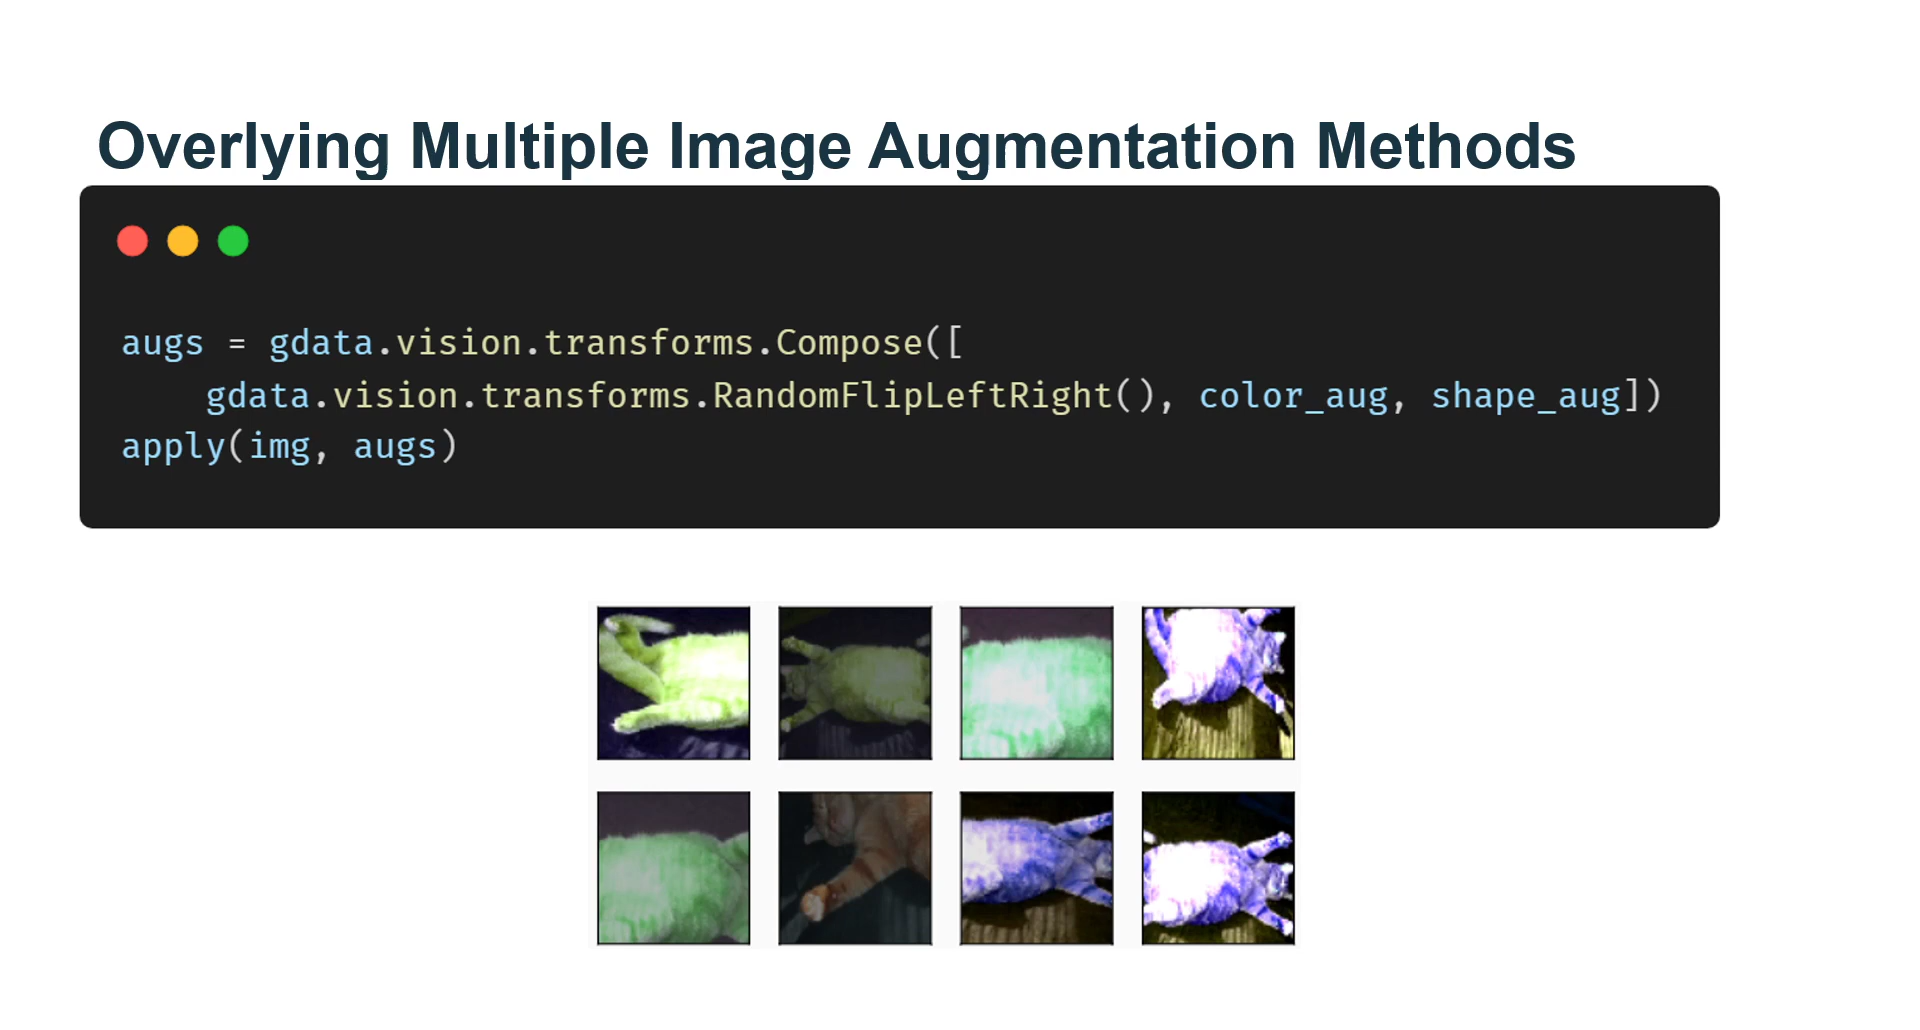 Overlying Multiple Image Augmentation Methods
augs = gdata.vision.transforms.Compose([
    gdata.vision.transforms.RandomFlipLeftRight(), color_aug, shape_aug])
apply(img, augs)